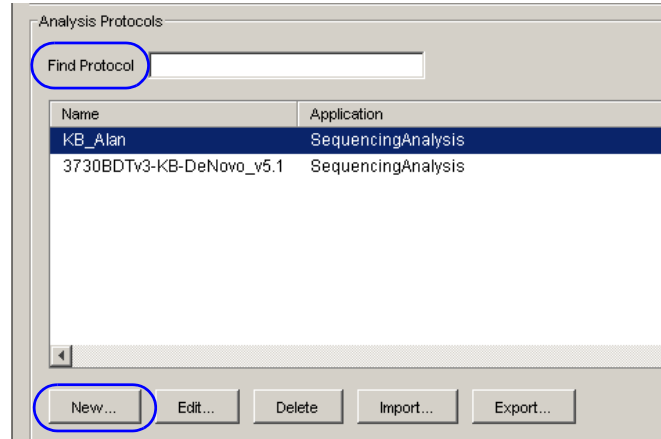 Analysis Protocols
Find Protocol
Name Application
KB_Alan SequencingAnalysis
3730BDTv3-KB-DeNovo_v5.1 SequencingAnalysis
New... Edit... Delete Import... Export...